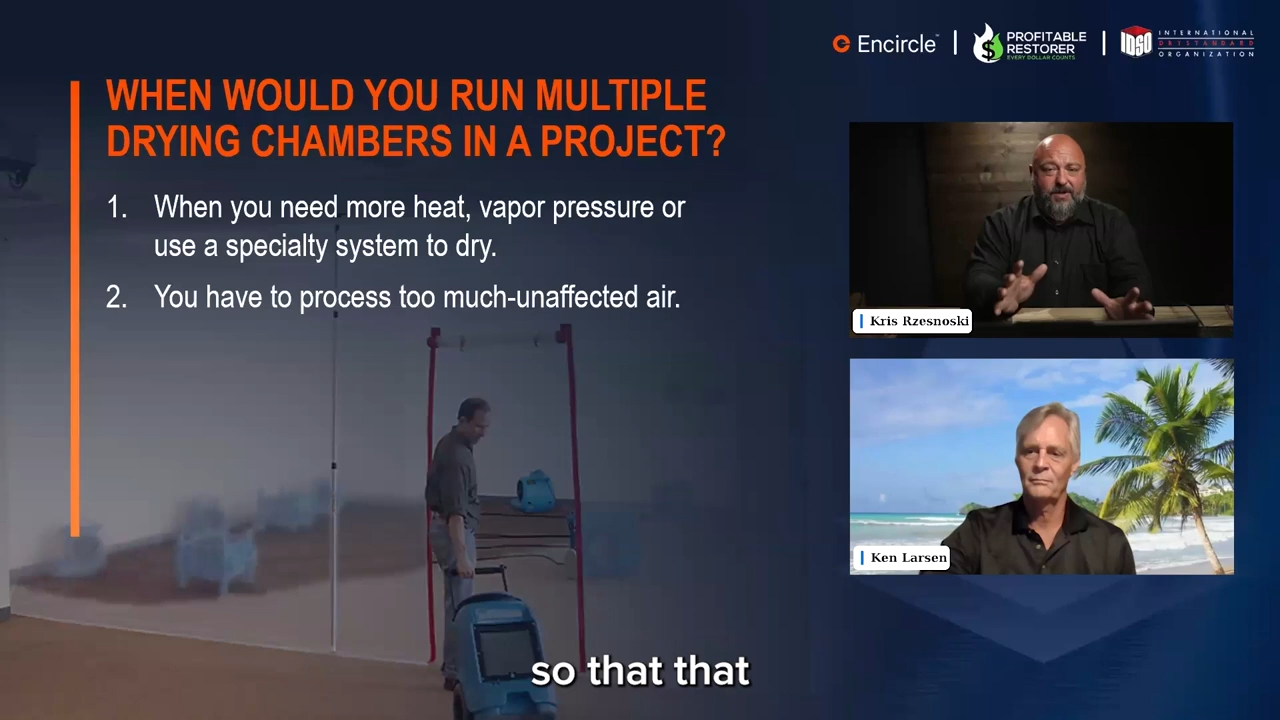 Encircle
PROFITABLE
RESTORER
EVERY DOLLAR COUNTS
IDSO
INTERNATIONAL
DRYSTANDARD
ORGANIZATION
WHEN WOULD YOU RUN MULTIPLE
DRYING CHAMBERS IN A PROJECT?
1. When you need more heat, vapor pressure or
use a specialty system to dry.
2. You have to process too much-unaffected air.
Kris Rzesnoski
Ken Larsen
so that that